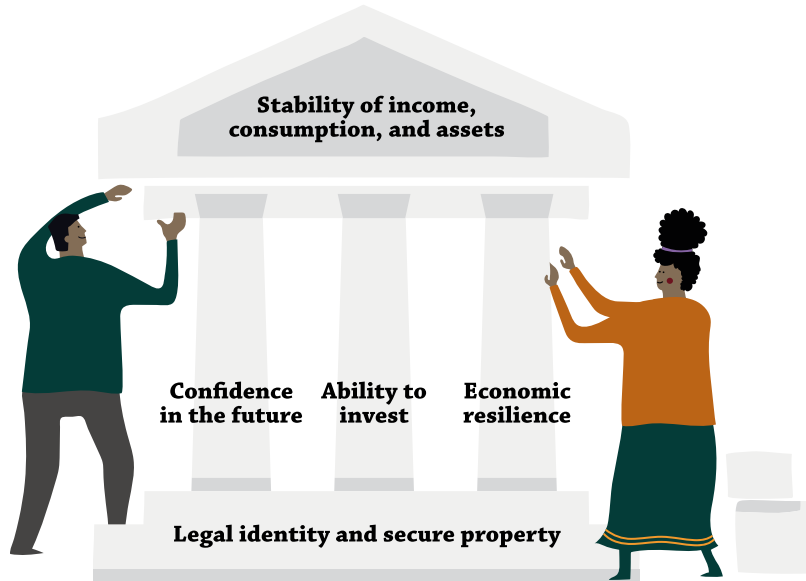 Stability of income,
consumption, and assets
Confidence
in the future
Ability to
invest
Economic
resilience
Legal identity and secure property